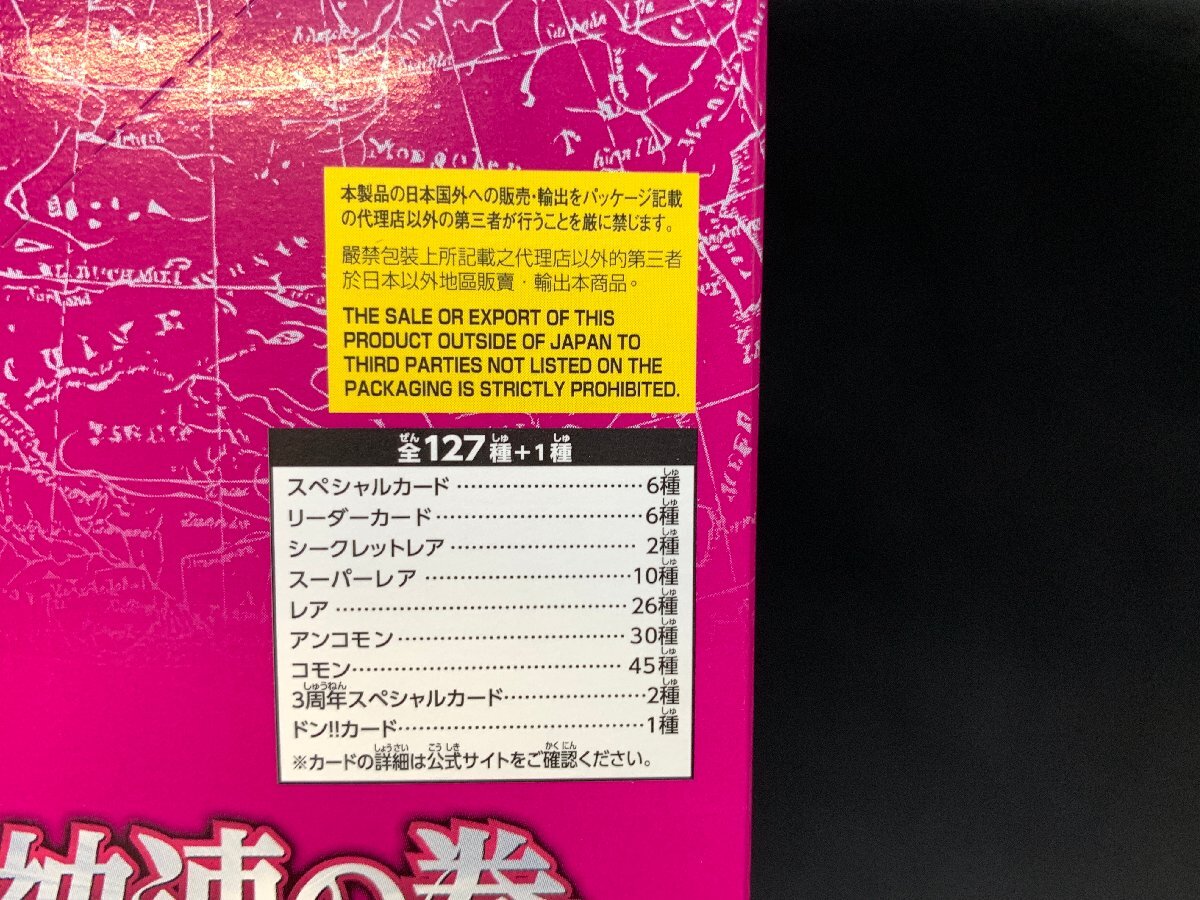 本製品の日本国外への販売・輸出をパッケージ記載
の代理店以外の第三者が行うことを厳に禁じます。
嚴禁包裝上所記載之代理店以外的第三者
於日本以外地區販賣・輸出本商品。
THE SALE OR EXPORT OF THIS
PRODUCT OUTSIDE OF JAPAN TO
THIRD PARTIES NOT LISTED ON THE
PACKAGING IS STRICTLY PROHIBITED.
全127種+1種
スペシャルカード…………………………6種
リーダーカード……………………………6種
シークレットレア…………………………2種
スーパーレア……………………………10種
レア………………………………………26種
アンコモン………………………………30種
コモン……………………………………45種
3周年スペシャルカード…………………2種
ドン!!カード………………………………1種
※カードの詳細は公式サイトをご確認ください。
神速の拳